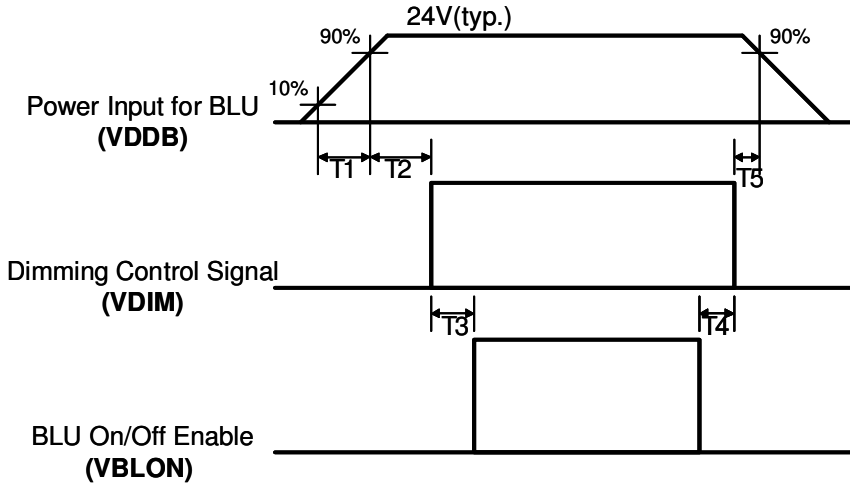 24V(typ.)
90%
90%
10%
Power Input for BLU
(VDDB)
T1
T2
T5
Dimming Control Signal
(VDIM)
T3
T4
BLU On/Off Enable
(VBLON)